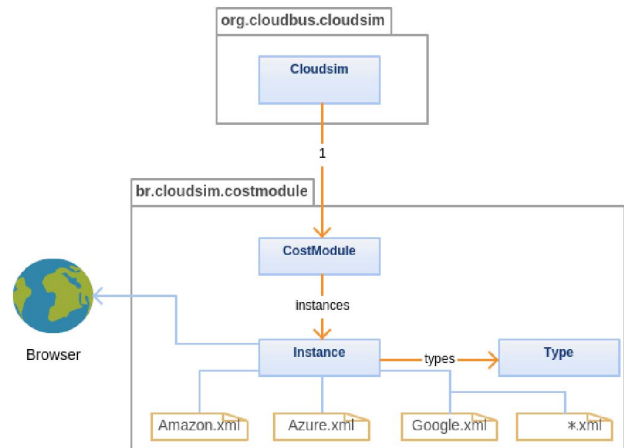 org.cloudbus.cloudsim
Cloudsim
1
br.cloudsim.costmodule
CostModule
instances
Browser
Instance
types
Type
Amazon.xml
Azure.xml
Google.xml
*.xml